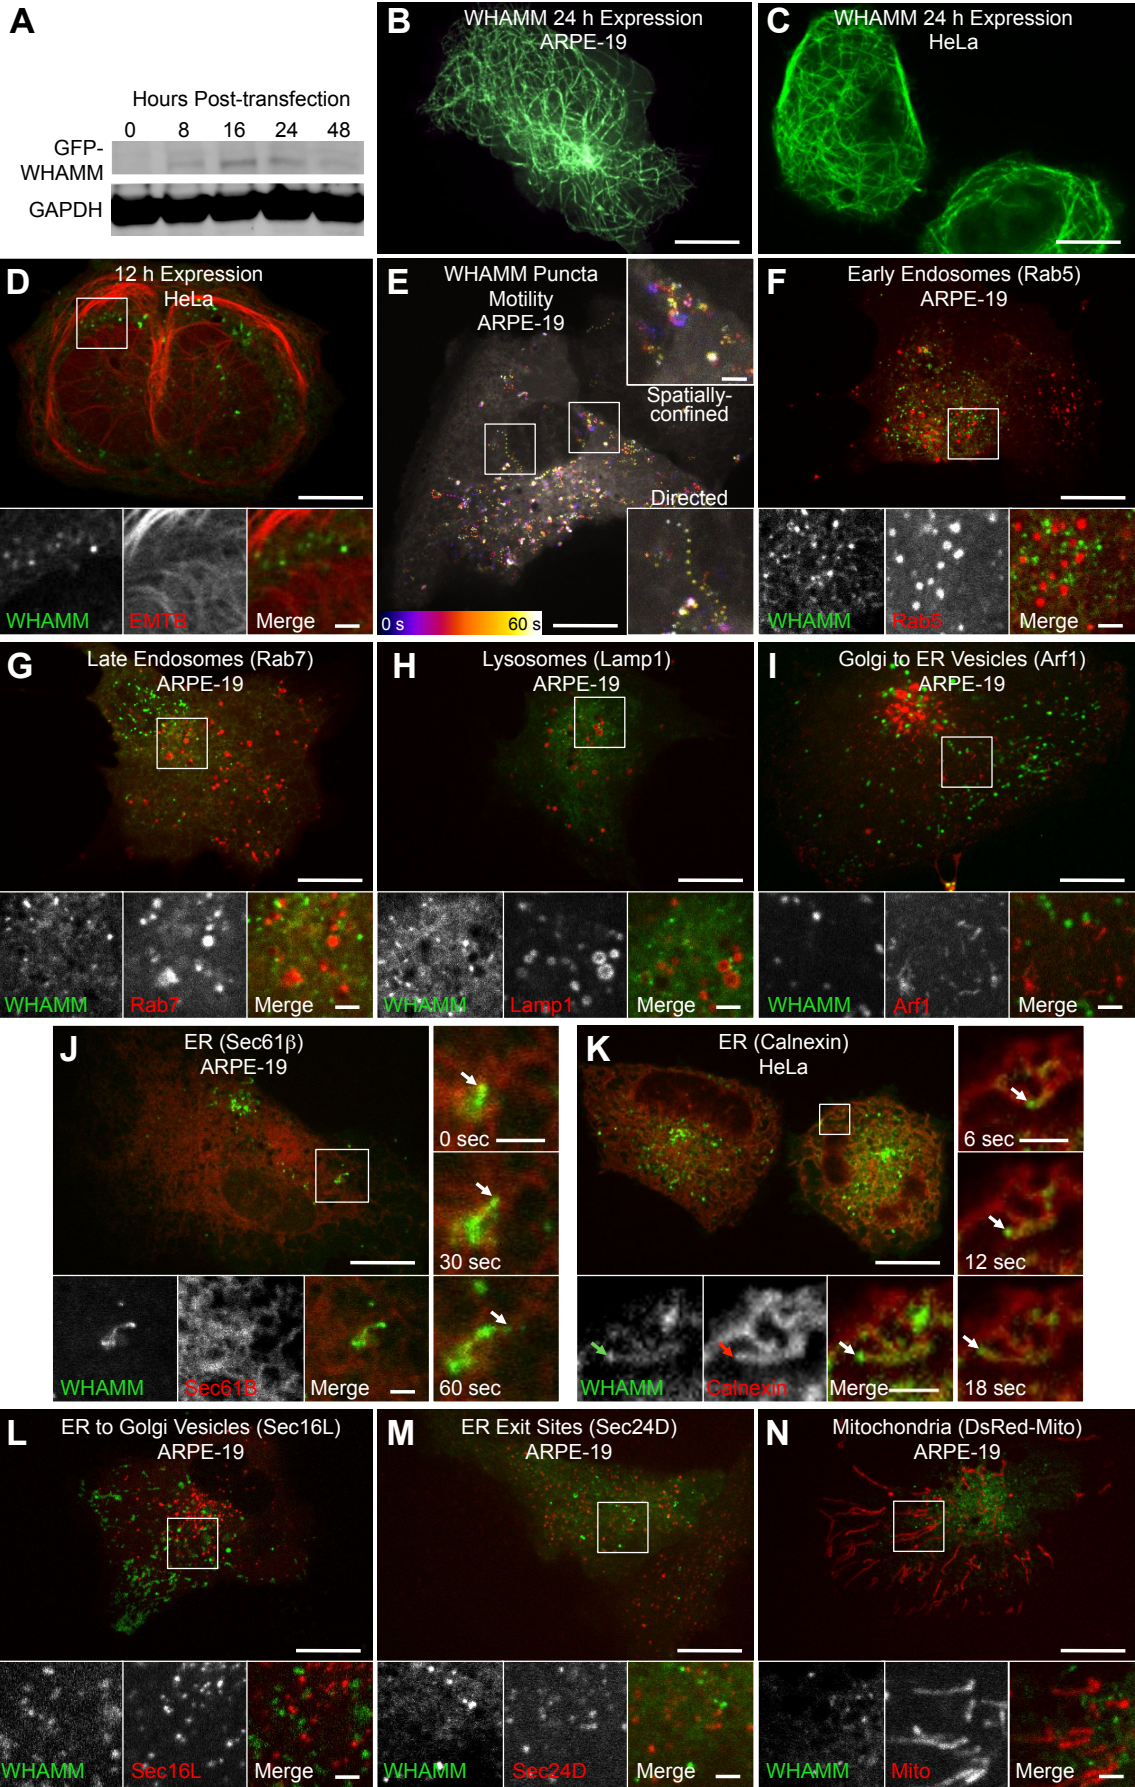 A
Hours Post-transfection
0 8 16 24 48
GFP-
WHAMM
GAPDH
B
WHAMM 24 h Expression
ARPE-19
C
WHAMM 24 h Expression
HeLa
D
12 h Expression
HeLa
WHAMM EMTB Merge
E
WHAMM Puncta
Motility
ARPE-19
Spatially-
confined
Directed
0 s 60 s
F
Early Endosomes (Rab5)
ARPE-19
WHAMM Rab5 Merge
G
Late Endosomes (Rab7)
ARPE-19
WHAMM Rab7 Merge
H
Lysosomes (Lamp1)
ARPE-19
WHAMM Lamp1 Merge
I
Golgi to ER Vesicles (Arf1)
ARPE-19
WHAMM Arf1 Merge
J
ER (Sec61β)
ARPE-19
0 sec
30 sec
60 sec
WHAMM Sec61B Merge
K
ER (Calnexin)
HeLa
6 sec
12 sec
18 sec
WHAMM Calnexin Merge
L
ER to Golgi Vesicles (Sec16L)
ARPE-19
WHAMM Sec16L Merge
M
ER Exit Sites (Sec24D)
ARPE-19
WHAMM Sec24D Merge
N
Mitochondria (DsRed-Mito)
ARPE-19
WHAMM Mito Merge